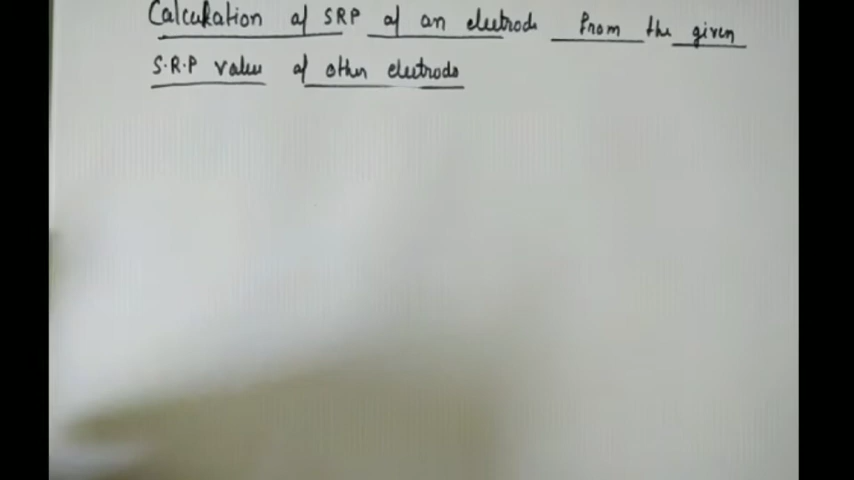 Calculation of SRP of an electrode from the given
S.R.P value of other electrode